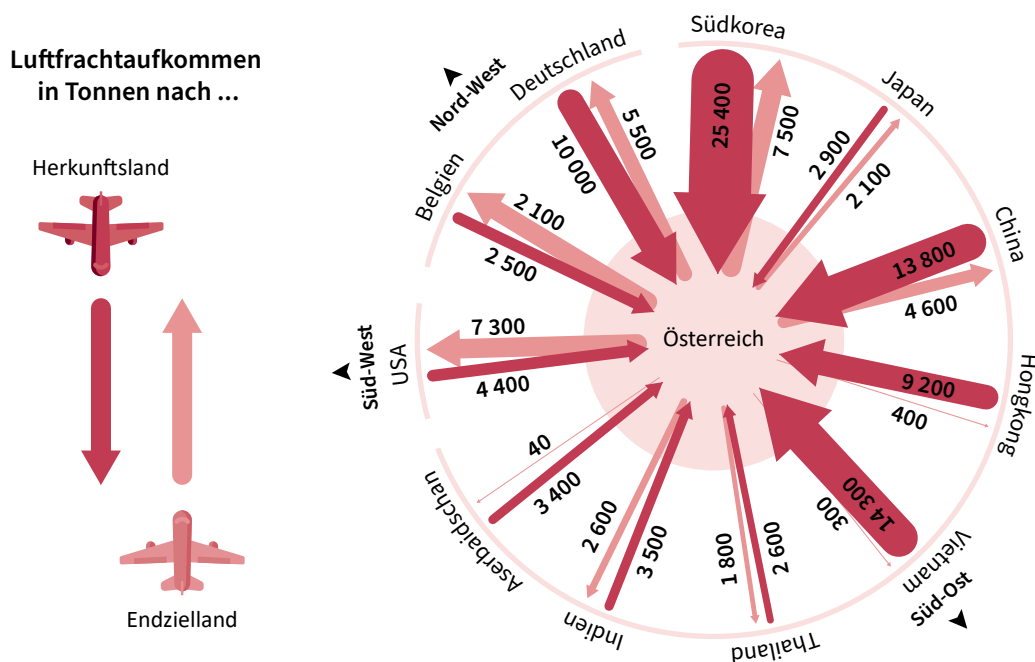 Luftfrachtaufkommen
in Tonnen nach ...
Herkunftsland
Endzielland
Südkorea
25 400
7 500
Japan
2 900
2 100
China
13 800
4 600
Hongkong
9 200
400
Vietnam
14 300
300
Süd-Ost
Thailand
2 600
1 800
Indien
3 500
2 600
Aserbaidschan
3 400
40
USA
Süd-West
4 400
7 300
Belgien
2 500
2 100
Nord-West
Deutschland
10 000
5 500
Österreich